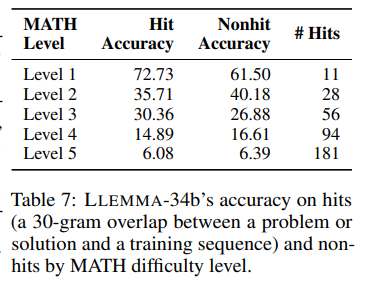 MATH Hit Nonhit # Hits
Level Accuracy Accuracy
Level 1 72.73 61.50 11
Level 2 35.71 40.18 28
Level 3 30.36 26.88 56
Level 4 14.89 16.61 94
Level 5 6.08 6.39 181
Table 7: LLEMMA-34b's accuracy on hits
(a 30-gram overlap between a problem or
solution and a training sequence) and non-
hits by MATH difficulty level.